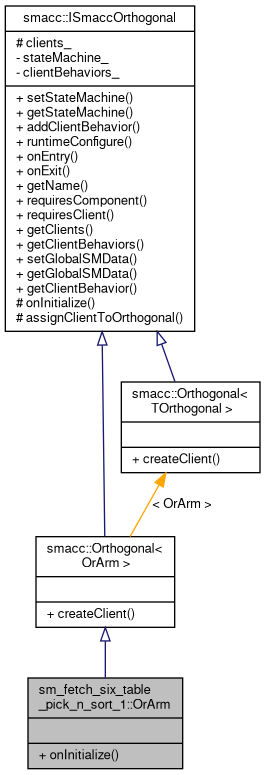 smacc::ISmaccOrthogonal
# clients_
- stateMachine_
- clientBehaviors_
+ setStateMachine()
+ getStateMachine()
+ addClientBehavior()
+ runtimeConfigure()
+ onEntry()
+ onExit()
+ getName()
+ requiresComponent()
+ requiresClient()
+ getClients()
+ getClientBehaviors()
+ setGlobalSMData()
+ getGlobalSMData()
+ getClientBehavior()
# onInitialize()
# assignClientToOrthogonal()
smacc::Orthogonal<
TOrthogonal >
+ createClient()
< OrArm >
smacc::Orthogonal<
OrArm >
+ createClient()
sm_fetch_six_table
_pick_n_sort_1::OrArm
+ onInitialize()